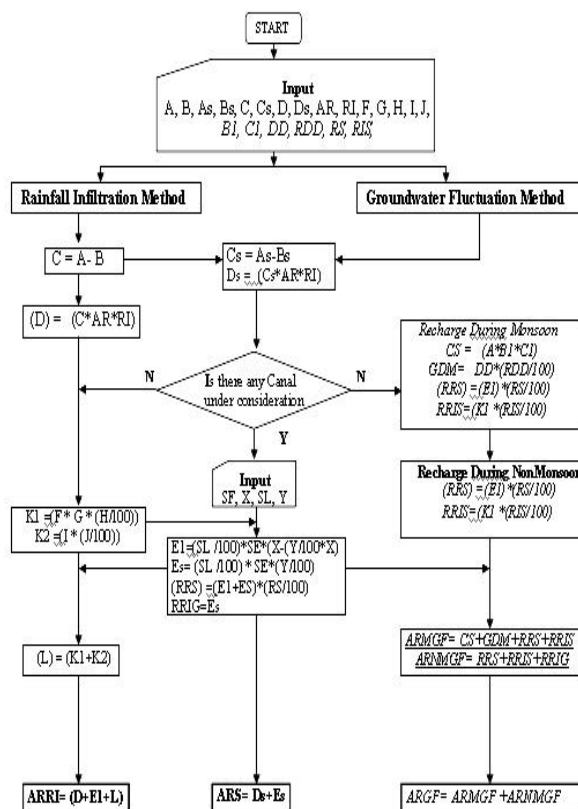 START
Input
A, B, As, Bs, C, Cs, D, Ds, AR, RI, F, G, H, I, J,
B1, C1, DD, RDD, RS, RIS,
Rainfall Infiltration Method
Groundwater Fluctuation Method
C = A- B
Cs = As-Bs
Ds = (Cs*AR*RI)
(D) = (C*AR*RI)
Recharge During Monsoon
CS = (A*B1*C1)
GDM= DD*(RDD/100)
(RRS) =(E1)*(RS/100)
RRIS=(K1 *(RIS/100)
N
Is there any Canal
under consideration
N
Y
Input
SF, X, SL, Y
Recharge During NonMonsoon
(RRS) =(E1)*(RS/100)
RRIS=(K1 *(RIS/100)
K1 =(F* G * (H/100))
K2 =(I * (J/100))
E1=(SL /100)*SE*(X-(Y/100*X)
Es= (SL /100) * SE*(Y/100)
(RRS) =(E1+ES)*(RS/100)
RRIG=Es
(L) = (K1+K2)
ARMGF= CS+GDM+RRS+RRIS
ARNMGF= RRS+RRIS+RRIG
ARRI= (D+E1+L)
ARS= Ds+Es
ARGF= ARMGF +ARNMGF